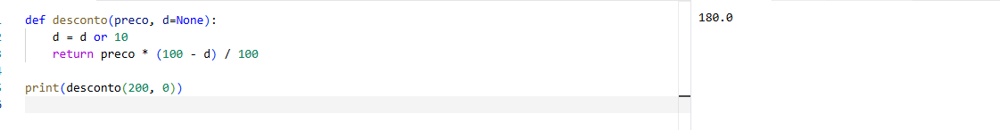 def desconto(preco, d=None):
    d = d or 10
    return preco * (100 - d) / 100
print(desconto(200, 0))
180.0